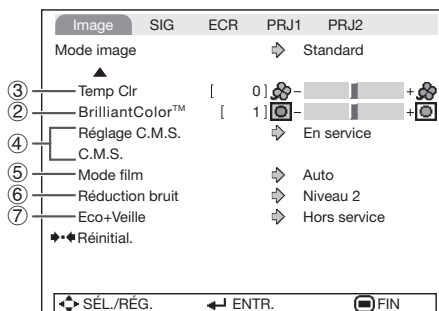 Image SIG ECR PRJ1 PRJ2
Mode image Standard
③ Temp Clr [ 0] - +
② BrilliantColor™ [ 1] - +
④ Réglage C.M.S. En service
C.M.S.
⑤ Mode film Auto
⑥ Réduction bruit Niveau 2
⑦ Eco+Veille Hors service
Réinitial.
SÉL./RÉG. ENTR. FIN